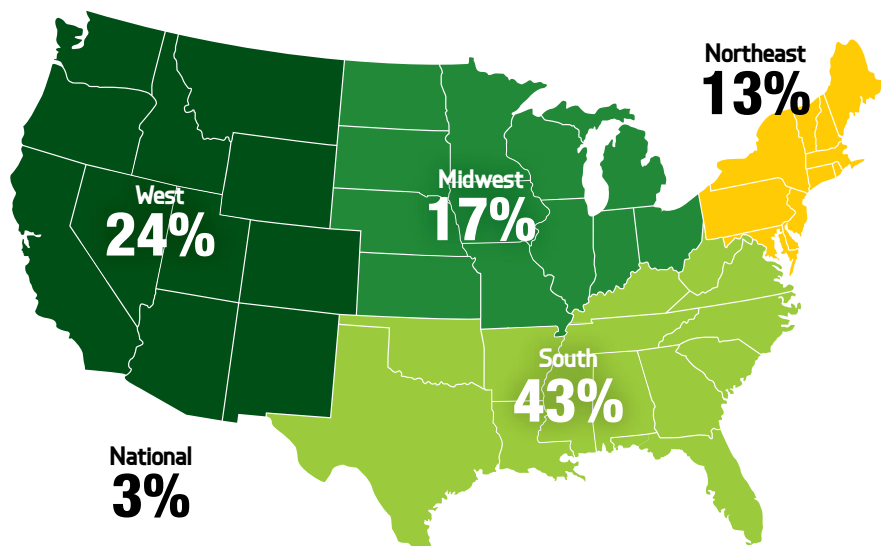 Northeast
13%
West
24%
Midwest
17%
South
43%
National
3%